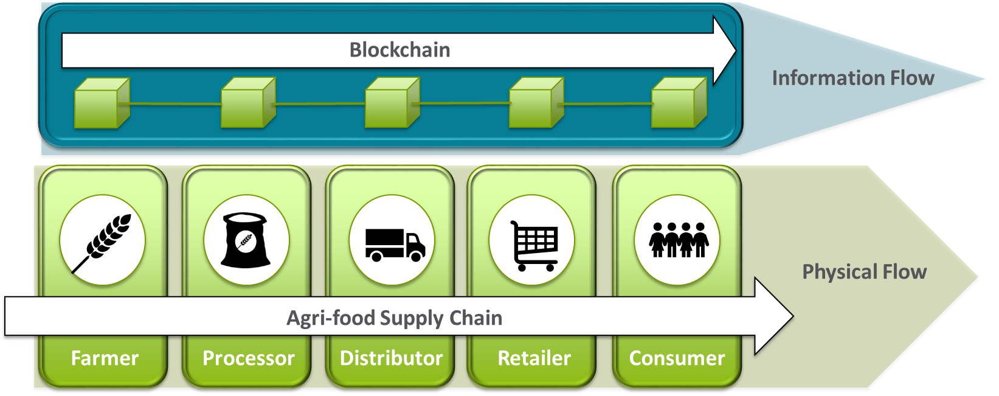 Blockchain
Information Flow
Physical Flow
Agri-food Supply Chain
Farmer
Processor
Distributor
Retailer
Consumer